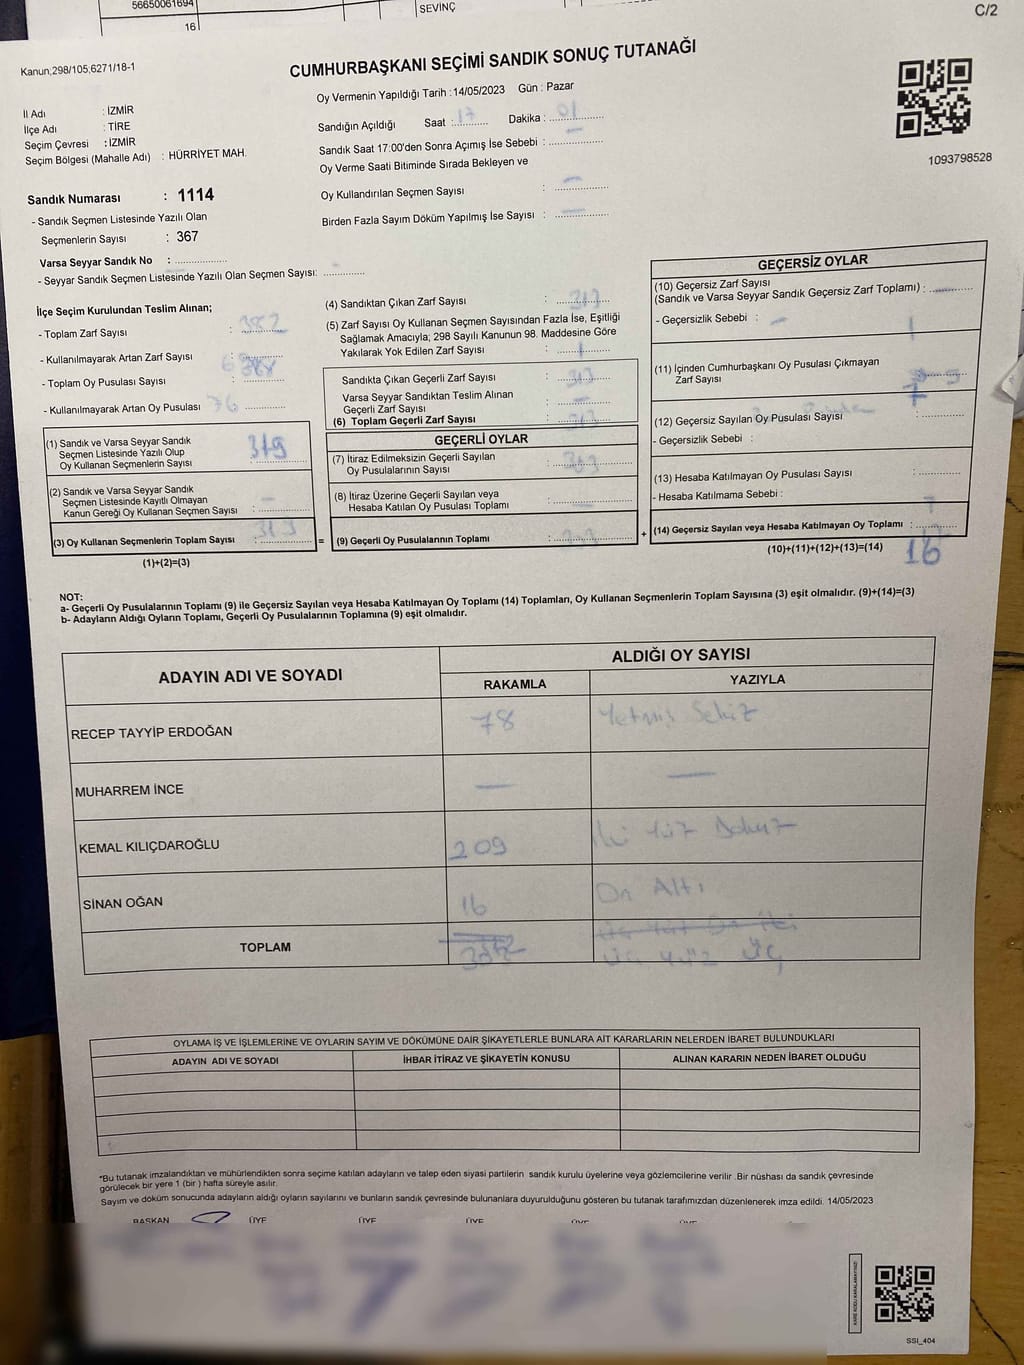 56650061694
SEVİNÇ
16
C/2
Kanun;298/105;6271/18-1
CUMHURBAŞKANI SEÇİMİ SANDIK SONUÇ TUTANAĞI
Oy Vermenin Yapıldığı Tarih :14/05/2023 Gün : Pazar
İl Adı : İZMİR
İlçe Adı : TİRE
Seçim Çevresi : İZMİR
Seçim Bölgesi (Mahalle Adı) : HÜRRİYET MAH.
Sandığın Açıldığı Saat : 17 Dakika : 01
Sandık Saat 17:00'den Sonra Açımış İse Sebebi : —
Oy Verme Saati Bitiminde Sırada Bekleyen ve
Oy Kullandırılan Seçmen Sayısı : —
Birden Fazla Sayım Döküm Yapılmış İse Sayısı : —
1093798528
Sandık Numarası : 1114
- Sandık Seçmen Listesinde Yazılı Olan
Seçmenlerin Sayısı : 367
Varsa Seyyar Sandık No :
- Seyyar Sandık Seçmen Listesinde Yazılı Olan Seçmen Sayısı:
İlçe Seçim Kurulundan Teslim Alınan;
- Toplam Zarf Sayısı : 382
- Kullanılmayarak Artan Zarf Sayısı :
- Toplam Oy Pusulası Sayısı :
- Kullanılmayarak Artan Oy Pusulası 76
(1) Sandık ve Varsa Seyyar Sandık
Seçmen Listesinde Yazılı Olup
Oy Kullanan Seçmenlerin Sayısı : 319
(2) Sandık ve Varsa Seyyar Sandık
Seçmen Listesinde Kayıtlı Olmayan
Kanun Gereği Oy Kullanan Seçmen Sayısı : —
(3) Oy Kullanan Seçmenlerin Toplam Sayısı : 319
=
(1)+(2)=(3)
(4) Sandıktan Çıkan Zarf Sayısı :
(5) Zarf Sayısı Oy Kullanan Seçmen Sayısından Fazla İse, Eşitliği
Sağlamak Amacıyla; 298 Sayılı Kanunun 98. Maddesine Göre
Yakılarak Yok Edilen Zarf Sayısı :
Sandıkta Çıkan Geçerli Zarf Sayısı :
Varsa Seyyar Sandıktan Teslim Alınan
Geçerli Zarf Sayısı : —
(6) Toplam Geçerli Zarf Sayısı :
GEÇERLİ OYLAR
(7) İtiraz Edilmeksizin Geçerli Sayılan
Oy Pusulalarının Sayısı : 303
(8) İtiraz Üzerine Geçerli Sayılan veya
Hesaba Katılan Oy Pusulası Toplamı : —
(9) Geçerli Oy Pusulalarının Toplamı : 303
+
GEÇERSİZ OYLAR
(10) Geçersiz Zarf Sayısı
(Sandık ve Varsa Seyyar Sandık Geçersiz Zarf Toplamı) : —
- Geçersizlik Sebebi : —
(11) İçinden Cumhurbaşkanı Oy Pusulası Çıkmayan
Zarf Sayısı :
(12) Geçersiz Sayılan Oy Pusulası Sayısı :
- Geçersizlik Sebebi :
(13) Hesaba Katılmayan Oy Pusulası Sayısı :
- Hesaba Katılmama Sebebi :
(14) Geçersiz Sayılan veya Hesaba Katılmayan Oy Toplamı :
(10)+(11)+(12)+(13)=(14) 16
NOT:
a- Geçerli Oy Pusulalarının Toplamı (9) ile Geçersiz Sayılan veya Hesaba Katılmayan Oy Toplamı (14) Toplamları, Oy Kullanan Seçmenlerin Toplam Sayısına (3) eşit olmalıdır. (9)+(14)=(3)
b- Adayların Aldığı Oyların Toplamı, Geçerli Oy Pusulalarının Toplamına (9) eşit olmalıdır.
ADAYIN ADI VE SOYADI
ALDIĞI OY SAYISI
RAKAMLA YAZIYLA
RECEP TAYYİP ERDOĞAN 78 Yetmiş Sekiz
MUHARREM İNCE — —
KEMAL KILIÇDAROĞLU 209 İki Yüz Dokuz
SİNAN OĞAN 16 On Altı
TOPLAM Üç Yüz On İki
Üç Yüz Üç
OYLAMA İŞ VE İŞLEMLERİNE VE OYLARIN SAYIM VE DÖKÜMÜNE DAİR ŞİKAYETLERLE BUNLARA AİT KARARLARIN NELERDEN İBARET BULUNDUKLARI
ADAYIN ADI VE SOYADI İHBAR İTİRAZ VE ŞİKAYETİN KONUSU ALINAN KARARIN NEDEN İBARET OLDUĞU
*Bu tutanak imzalandıktan ve mühürlendikten sonra seçime katılan adayların ve talep eden siyasi partilerin sandık kurulu üyelerine veya gözlemcilerine verilir .Bir nüshası da sandık çevresinde
görülecek bir yere 1 (bir ) hafta süreyle asılır.
Sayım ve döküm sonucunda adayların aldığı oyların sayılarını ve bunların sandık çevresinde bulunanlara duyurulduğunu gösteren bu tutanak tarafımızdan düzenlenerek imza edildi. 14/05/2023
BAŞKAN ÜYE ÜYE ÜYE ÜYE ÜYE
KARE KODU KARALAMAYINIZ!
SSI_404